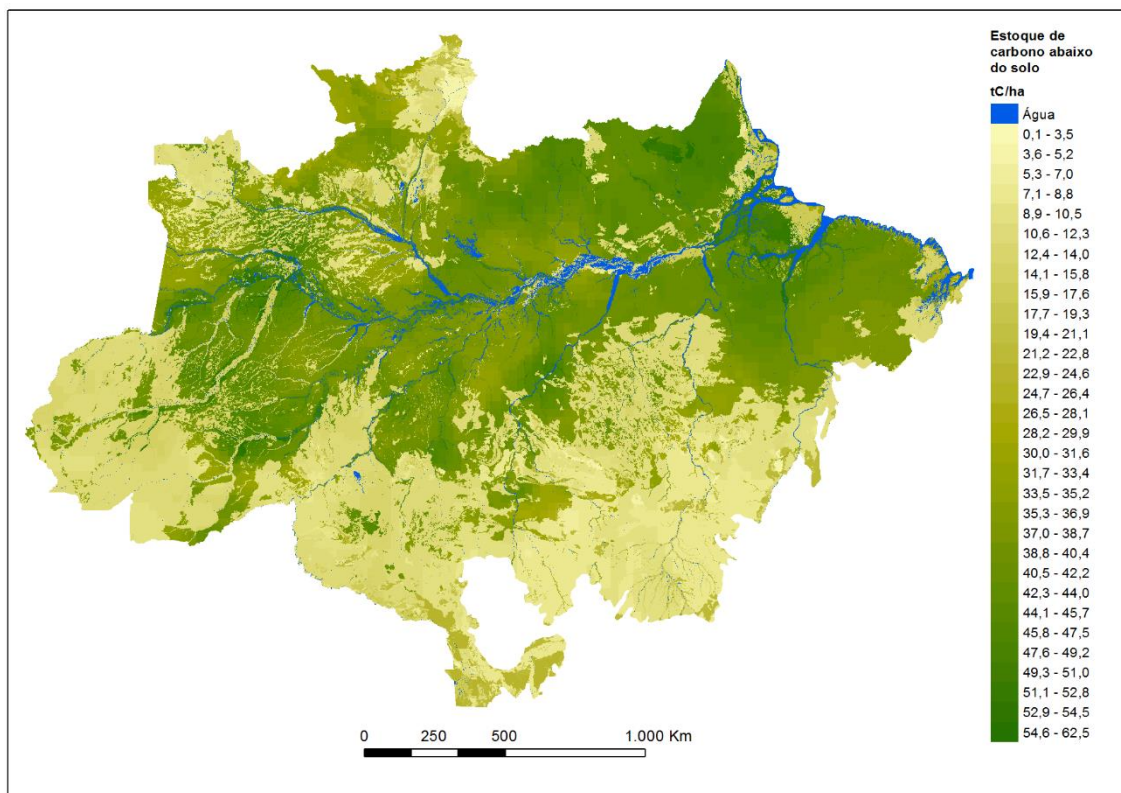 Estoque de
carbono abaixo
do solo
tC/ha
Água
0,1 - 3,5
3,6 - 5,2
5,3 - 7,0
7,1 - 8,8
8,9 - 10,5
10,6 - 12,3
12,4 - 14,0
14,1 - 15,8
15,9 - 17,6
17,7 - 19,3
19,4 - 21,1
21,2 - 22,8
22,9 - 24,6
24,7 - 26,4
26,5 - 28,1
28,2 - 29,9
30,0 - 31,6
31,7 - 33,4
33,5 - 35,2
35,3 - 36,9
37,0 - 38,7
38,8 - 40,4
40,5 - 42,2
42,3 - 44,0
44,1 - 45,7
45,8 - 47,5
47,6 - 49,2
49,3 - 51,0
51,1 - 52,8
52,9 - 54,5
54,6 - 62,5
0 250 500 1.000 Km